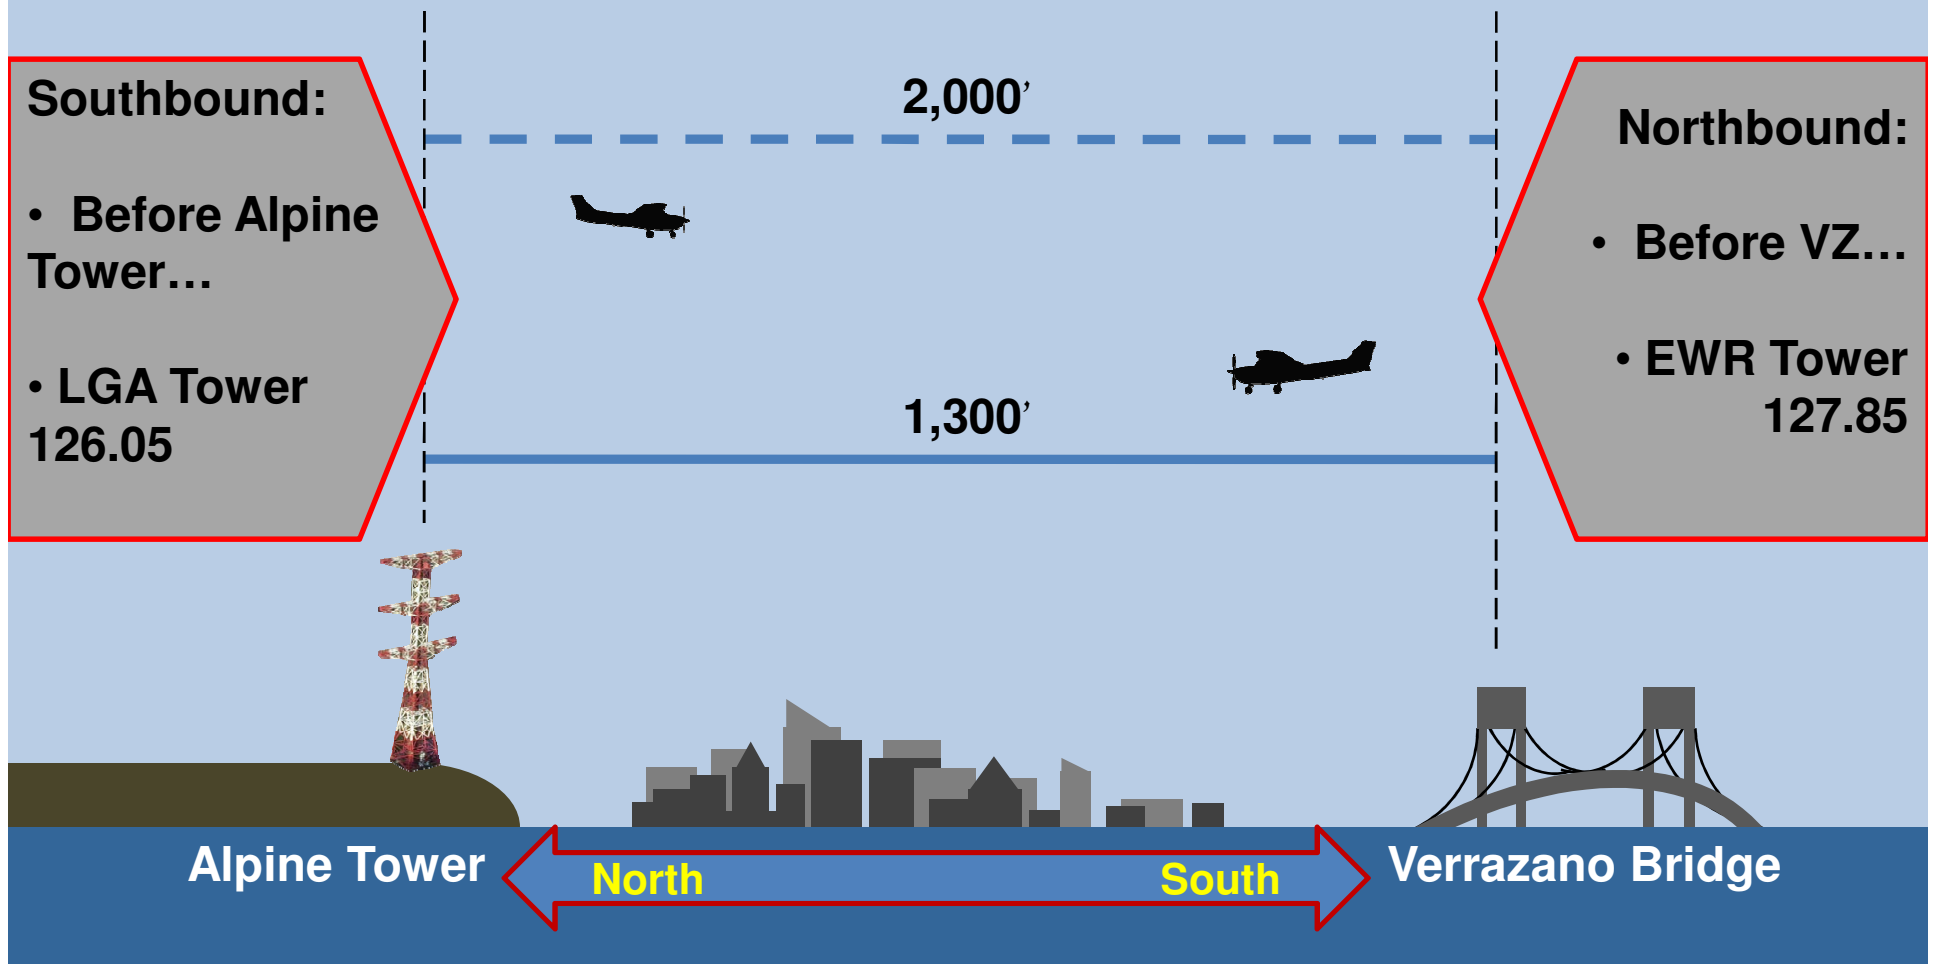 Southbound:
• Before Alpine
Tower…
• LGA Tower
126.05
2,000’
1,300’
Northbound:
• Before VZ…
• EWR Tower
127.85
Alpine Tower
North
South
Verrazano Bridge